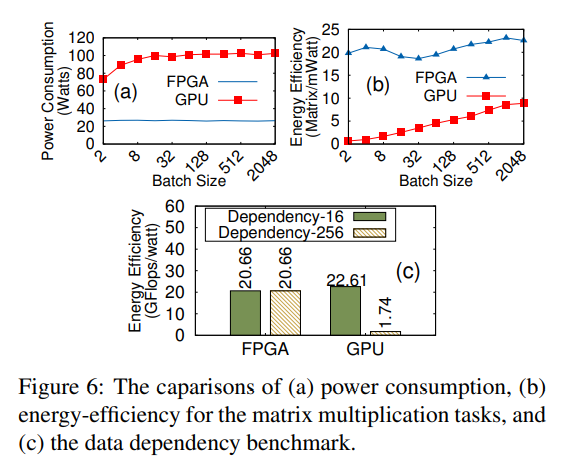 Power Consumption
(Watts)
120
100
80
60
40
20
0
(a)
FPGA
GPU
2
8
32
128
512
2048
Batch Size
Energy Efficiency
(Matrix/mWatt)
25
20
15
10
5
0
(b)
FPGA
GPU
2
8
32
128
512
2048
Batch Size
Energy Efficiency
(GFlops/watt)
60
50
40
30
20
10
0
Dependency-16
Dependency-256
(c)
20.66
20.66
22.61
1.74
FPGA
GPU
Figure 6: The caparisons of (a) power consumption, (b)
energy-efficiency for the matrix multiplication tasks, and
(c) the data dependency benchmark.